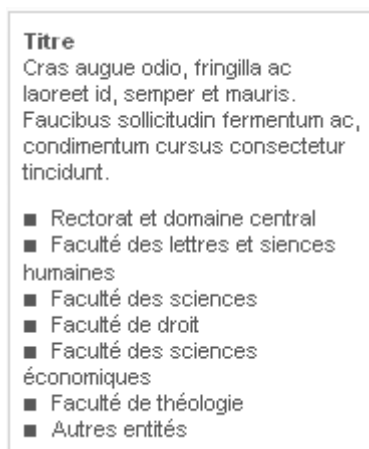 Titre
Cras augue odio, fringilla ac
laoreet id, semper et mauris.
Faucibus sollicitudin fermentum ac,
condimentum cursus consectetur
tincidunt.
■ Rectorat et domaine central
■ Faculté des lettres et siences
humaines
■ Faculté des sciences
■ Faculté de droit
■ Faculté des sciences
économiques
■ Faculté de théologie
■ Autres entités